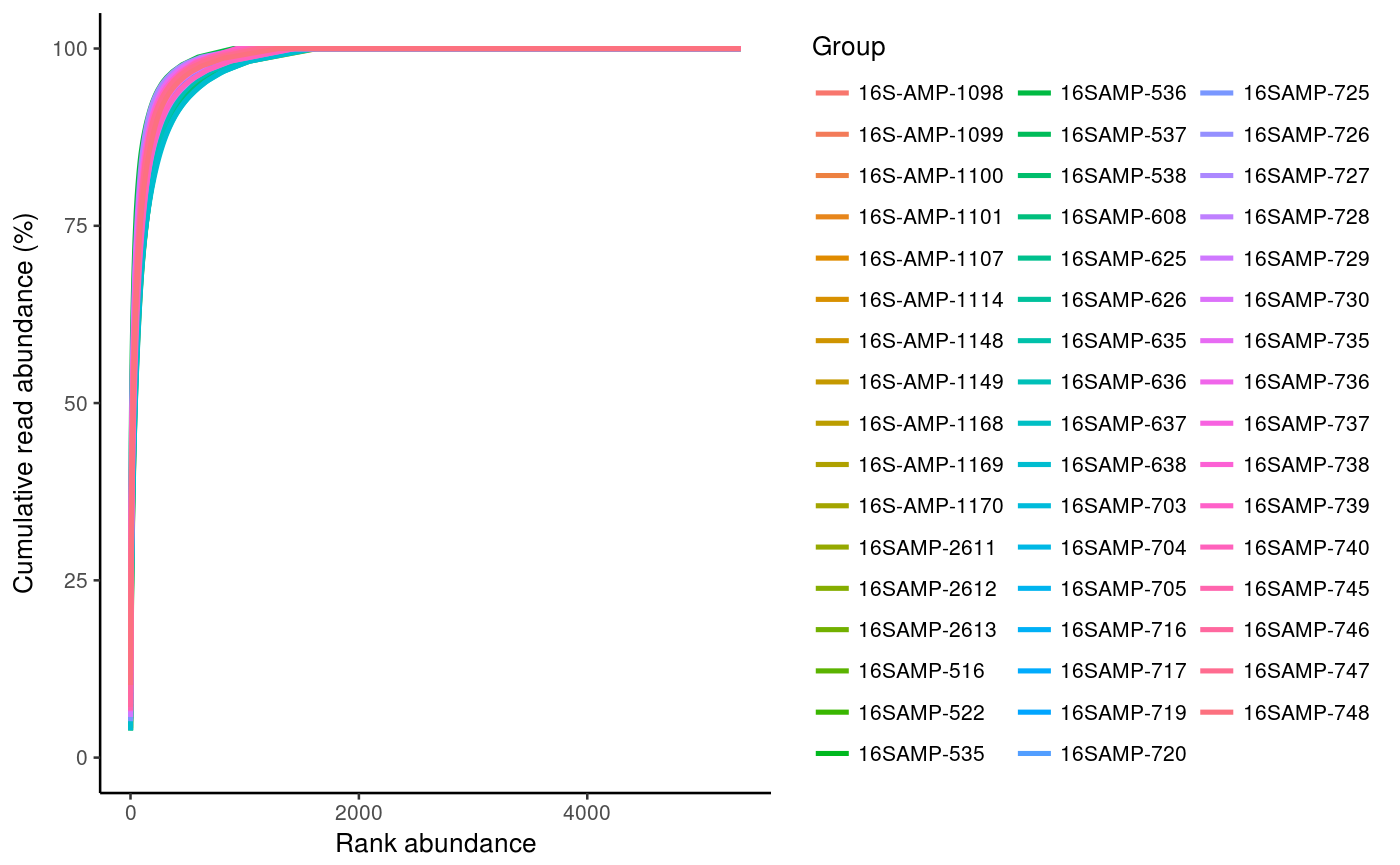 Cumulative read abundance (%)
100
75
50
25
0
0 2000 4000
Rank abundance
Group
16S-AMP-1098 16SAMP-536 16SAMP-725
16S-AMP-1099 16SAMP-537 16SAMP-726
16S-AMP-1100 16SAMP-538 16SAMP-727
16S-AMP-1101 16SAMP-608 16SAMP-728
16S-AMP-1107 16SAMP-625 16SAMP-729
16S-AMP-1114 16SAMP-626 16SAMP-730
16S-AMP-1148 16SAMP-635 16SAMP-735
16S-AMP-1149 16SAMP-636 16SAMP-736
16S-AMP-1168 16SAMP-637 16SAMP-737
16S-AMP-1169 16SAMP-638 16SAMP-738
16S-AMP-1170 16SAMP-703 16SAMP-739
16SAMP-2611 16SAMP-704 16SAMP-740
16SAMP-2612 16SAMP-705 16SAMP-745
16SAMP-2613 16SAMP-716 16SAMP-746
16SAMP-516 16SAMP-717 16SAMP-747
16SAMP-522 16SAMP-719 16SAMP-748
16SAMP-535 16SAMP-720